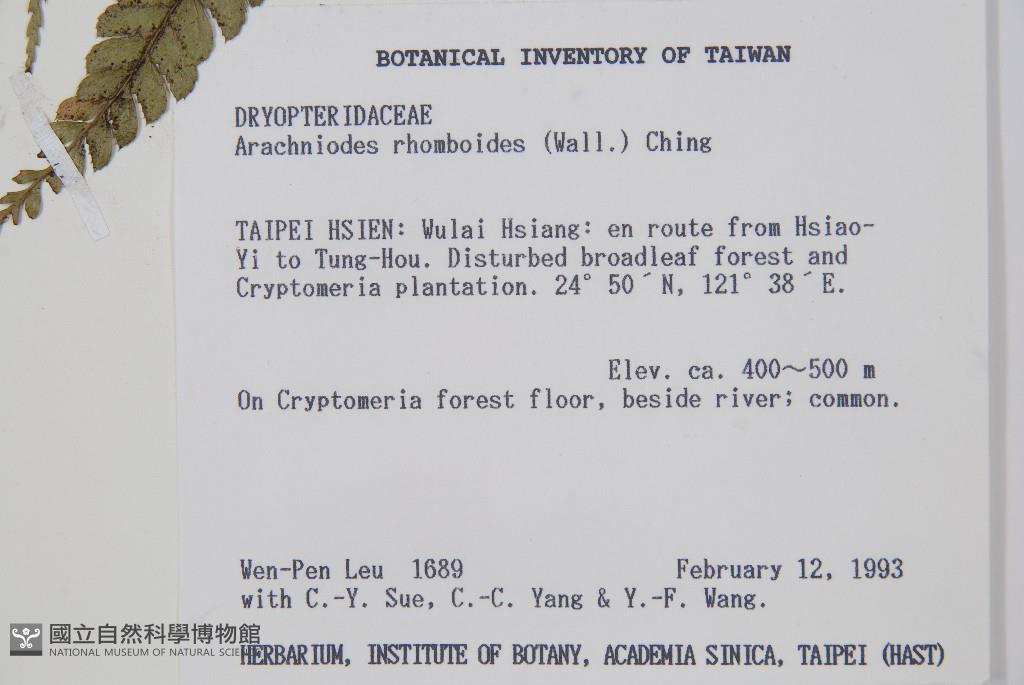 BOTANICAL INVENTORY OF TAIWAN
DRYOPTERIDACEAE
Arachniodes rhomboides (Wall.) Ching
TAIPEI HSIEN: Wulai Hsiang: en route from Hsiao-
Yi to Tung-Hou. Disturbed broadleaf forest and
Cryptomeria plantation. 24° 50´N, 121° 38´E.
Elev. ca. 400～500 m
On Cryptomeria forest floor, beside river; common.
Wen-Pen Leu 1689 February 12, 1993
with C.-Y. Sue, C.-C. Yang & Y.-F. Wang.
HERBARIUM, INSTITUTE OF BOTANY, ACADEMIA SINICA, TAIPEI (HAST)
國立自然科學博物館
NATIONAL MUSEUM OF NATURAL SCIENCE